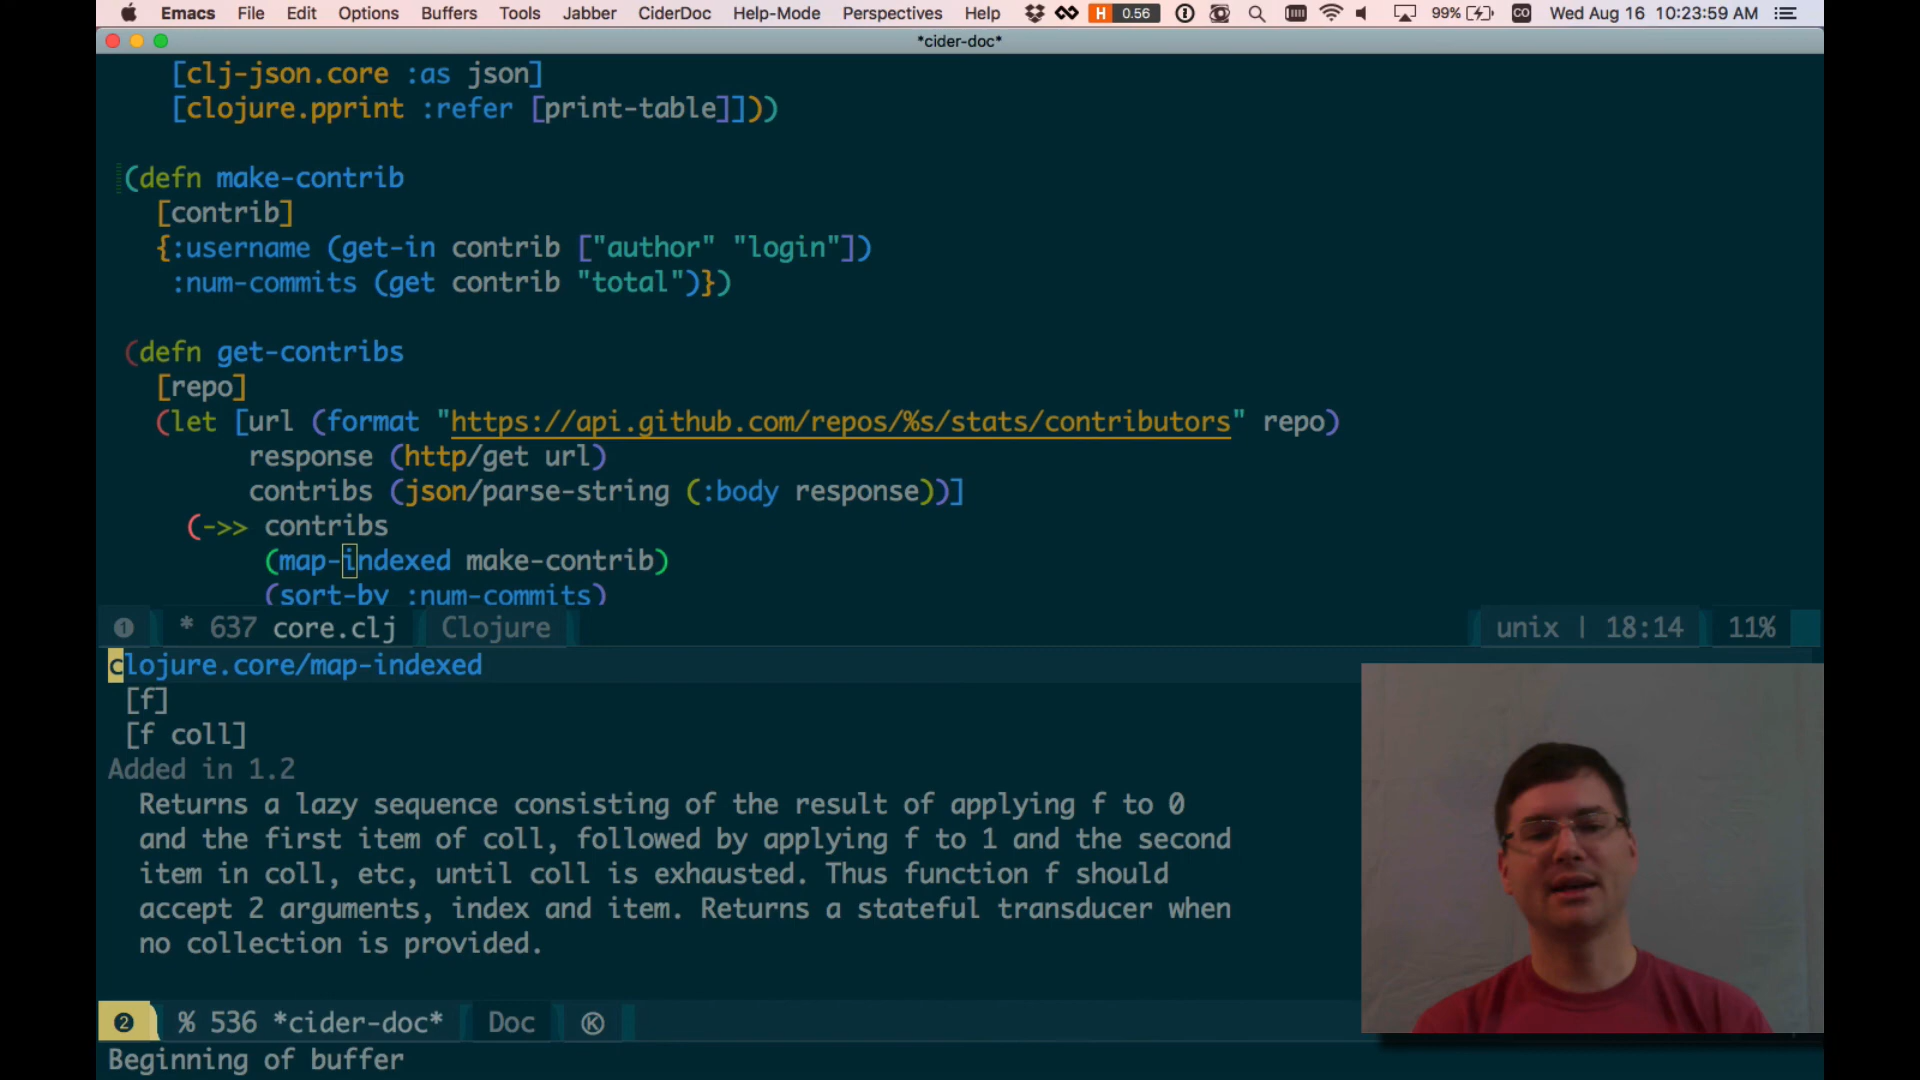 Emacs File Edit Options Buffers Tools Jabber CiderDoc Help-Mode Perspectives Help H 0.56 99% CO Wed Aug 16 10:23:59 AM
*cider-doc*
[clj-json.core :as json]
[clojure.pprint :refer [print-table]]))
(defn make-contrib
[contrib]
{:username (get-in contrib ["author" "login"])
:num-commits (get contrib "total")})
(defn get-contribs
[repo]
(let [url (format "https://api.github.com/repos/%s/stats/contributors" repo)
response (http/get url)
contribs (json/parse-string (:body response))]
(->> contribs
(map-indexed make-contrib)
(sort-by :num-commits)
1 * 637 core.clj Clojure unix | 18:14 11%
clojure.core/map-indexed
[f]
[f coll]
Added in 1.2
Returns a lazy sequence consisting of the result of applying f to 0
and the first item of coll, followed by applying f to 1 and the second
item in coll, etc, until coll is exhausted. Thus function f should
accept 2 arguments, index and item. Returns a stateful transducer when
no collection is provided.
2 % 536 *cider-doc* Doc K
Beginning of buffer